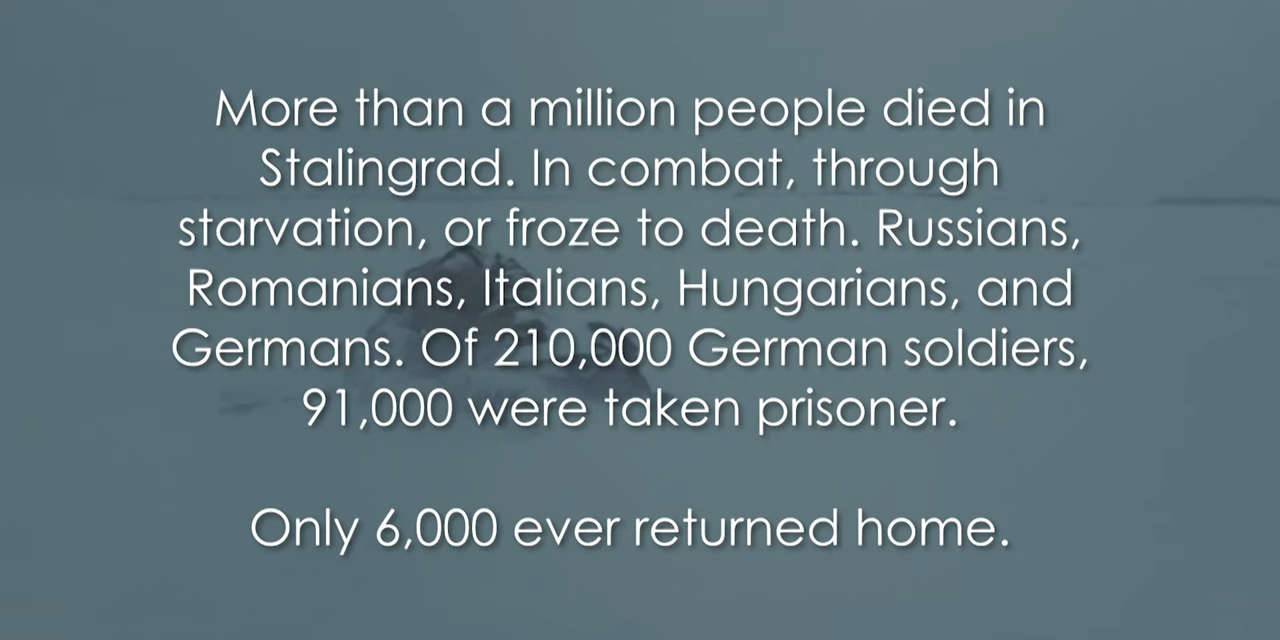 More than a million people died in
Stalingrad. In combat, through
starvation, or froze to death. Russians,
Romanians, Italians, Hungarians, and
Germans. Of 210,000 German soldiers,
91,000 were taken prisoner.
Only 6,000 ever returned home.